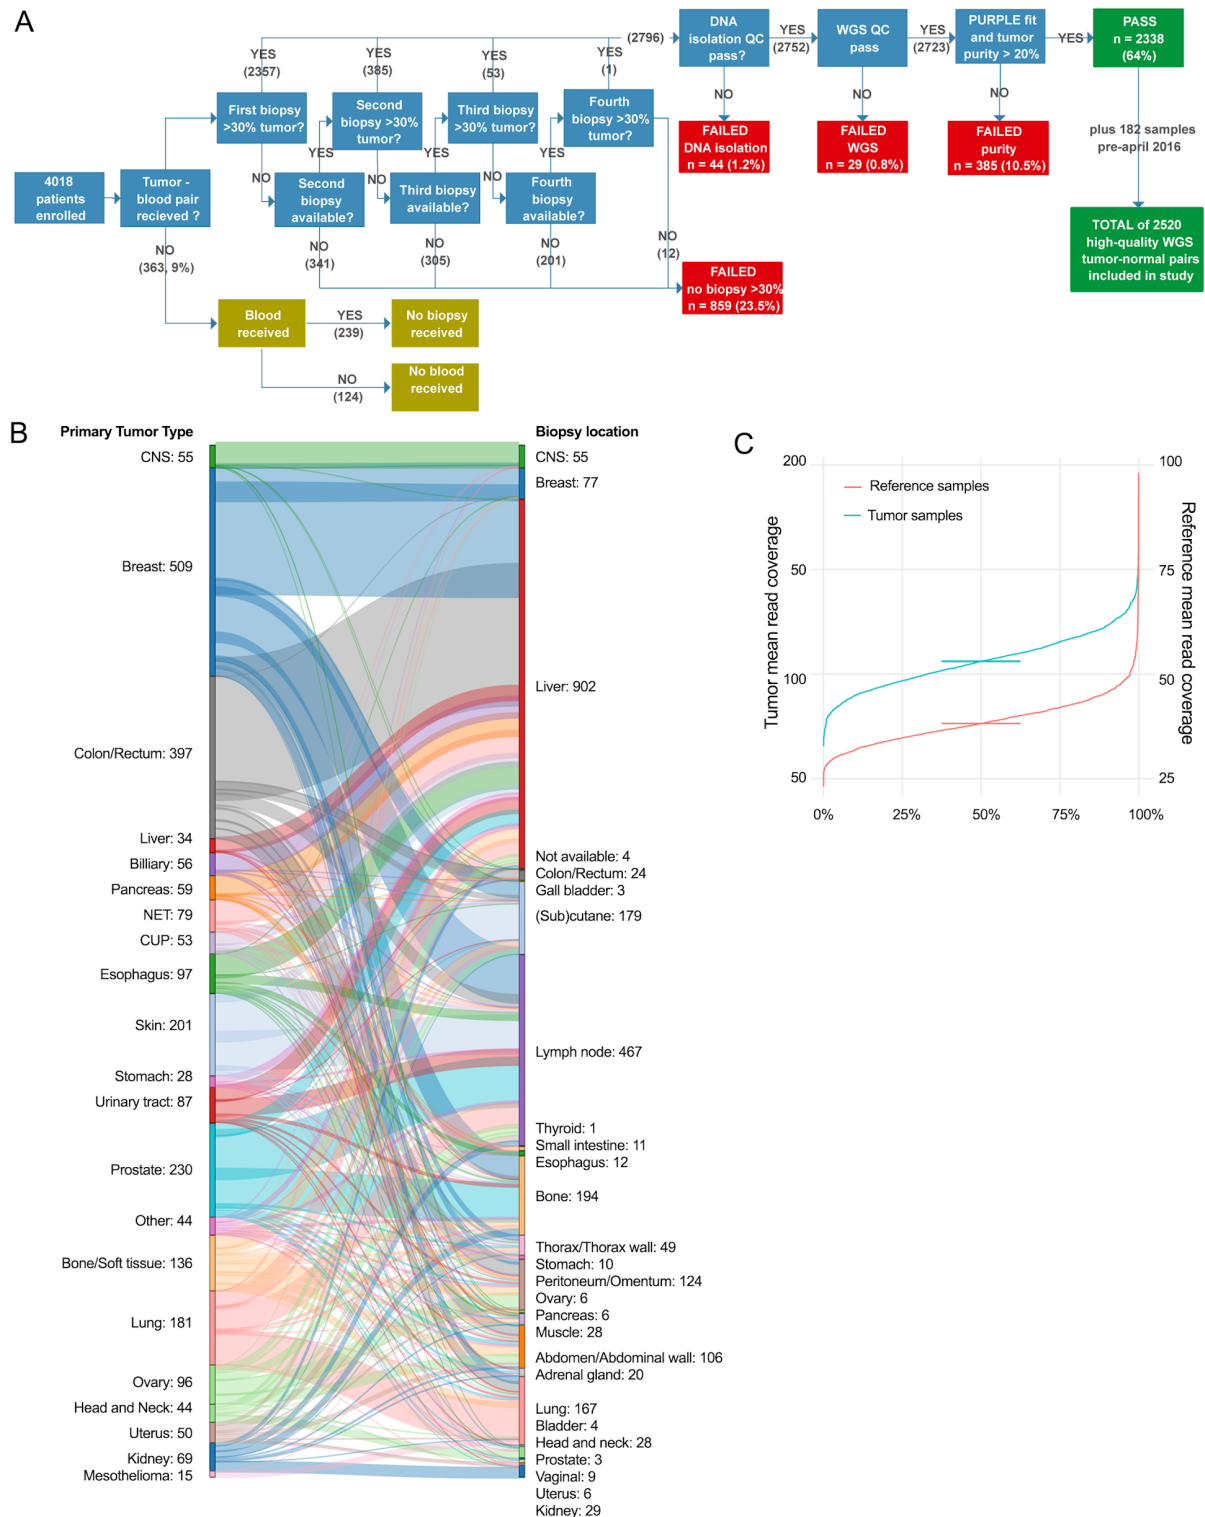 A
YES
(2357)
YES
(385)
YES
(53)
YES
(1)
(2796)
DNA
isolation QC
pass?
YES
(2752)
WGS QC
pass
YES
(2723)
PURPLE fit
and tumor
purity > 20%
YES
PASS
n = 2338
(64%)
First biopsy
>30% tumor?
Second
biopsy >30%
tumor?
Third biopsy
>30% tumor?
Fourth
biopsy >30%
tumor?
NO
NO
NO
FAILED
DNA isolation
n = 44 (1.2%)
FAILED
WGS
n = 29 (0.8%)
FAILED
purity
n = 385 (10.5%)
plus 182 samples
pre-april 2016
YES
YES
YES
NO
NO
NO
4018
patients
enrolled
Tumor -
blood pair
recieved ?
Second
biopsy
available?
Third biopsy
available?
Fourth
biopsy
available?
NO
(363, 9%)
NO
(341)
NO
(305)
NO
(201)
NO
(12)
FAILED
no biopsy >30%
n = 859 (23.5%)
TOTAL of 2520
high-quality WGS
tumor-normal pairs
included in study
Blood
received
YES
(239)
No biopsy
received
NO
(124)
No blood
received
B
Primary Tumor Type
CNS: 55
Breast: 509
Colon/Rectum: 397
Liver: 34
Billiary: 56
Pancreas: 59
NET: 79
CUP: 53
Esophagus: 97
Skin: 201
Stomach: 28
Urinary tract: 87
Prostate: 230
Other: 44
Bone/Soft tissue: 136
Lung: 181
Ovary: 96
Head and Neck: 44
Uterus: 50
Kidney: 69
Mesothelioma: 15
Biopsy location
CNS: 55
Breast: 77
Liver: 902
Not available: 4
Colon/Rectum: 24
Gall bladder: 3
(Sub)cutane: 179
Lymph node: 467
Thyroid: 1
Small intestine: 11
Esophagus: 12
Bone: 194
Thorax/Thorax wall: 49
Stomach: 10
Peritoneum/Omentum: 124
Ovary: 6
Pancreas: 6
Muscle: 28
Abdomen/Abdominal wall: 106
Adrenal gland: 20
Lung: 167
Bladder: 4
Head and neck: 28
Prostate: 3
Vaginal: 9
Uterus: 6
Kidney: 29
C
Tumor mean read coverage
200
50
100
50
Reference samples
Tumor samples
100
75
50
25
Reference mean read coverage
0%
25%
50%
75%
100%